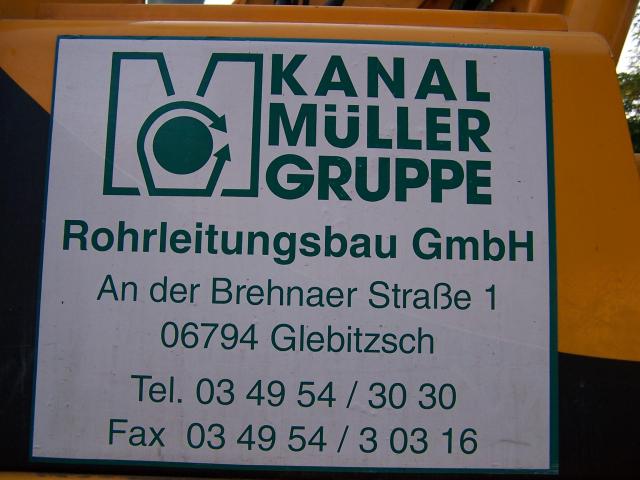 KANAL
MÜLLER
GRUPPE
Rohrleitungsbau GmbH
An der Brehnaer Straße 1
06794 Glebitzsch
Tel. 03 49 54 / 30 30
Fax 03 49 54 / 3 03 16